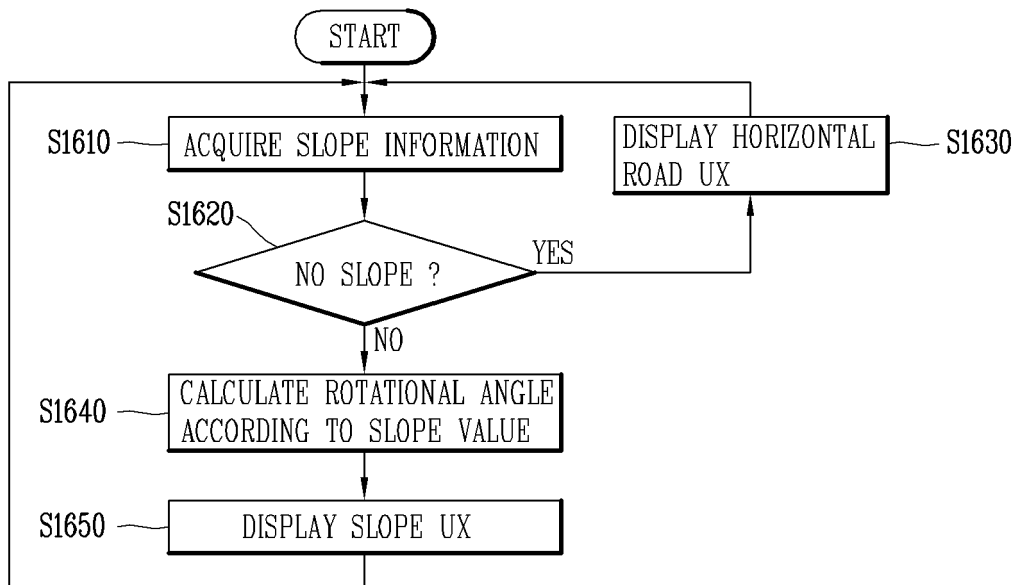 START
S1610
ACQUIRE SLOPE INFORMATION
DISPLAY HORIZONTAL
ROAD UX
S1630
S1620
NO SLOPE ?
YES
NO
S1640
CALCULATE ROTATIONAL ANGLE
ACCORDING TO SLOPE VALUE
S1650
DISPLAY SLOPE UX